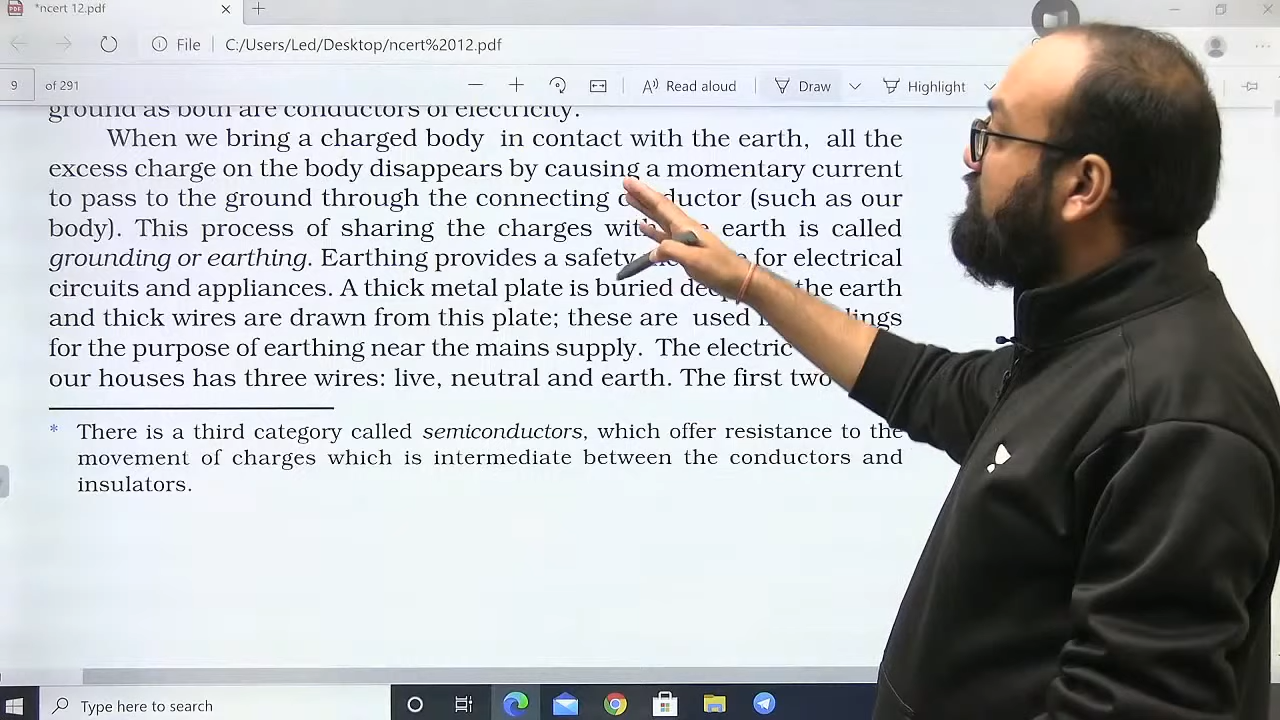 *ncert 12.pdf
File C:/Users/Led/Desktop/ncert%2012.pdf
9 of 291 Read aloud Draw Highlight
ground as both are conductors of electricity.
When we bring a charged body in contact with the earth, all the
excess charge on the body disappears by causing a momentary current
to pass to the ground through the connecting (such as our
body). This process of sharing the charges earth is called
grounding or earthing. Earthing provides a safety for electrical
circuits and appliances. A thick metal plate is buried the earth
and thick wires are drawn from this plate; these are used
for the purpose of earthing near the mains supply. The electric
our houses has three wires: live, neutral and earth. The first two
* There is a third category called semiconductors, which offer resistance to the
movement of charges which is intermediate between the conductors and
insulators.
Type here to search